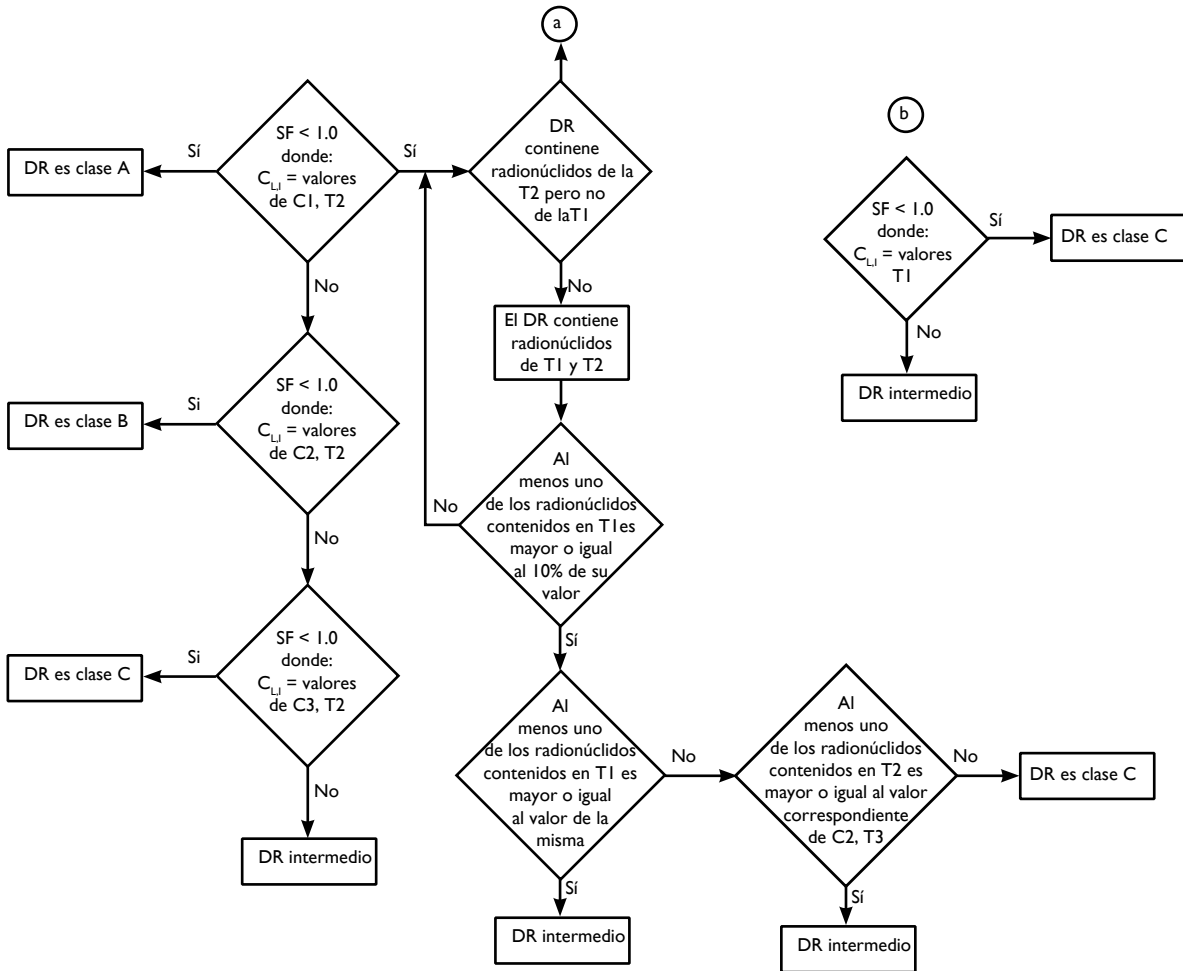 a
SF < 1.0
donde:
C L,I = valores
de C1, T2
Sí
DR es clase A
Sí
No
DR
continene
radionúclidos de la
T2 pero no
de laT1
No
El DR contiene
radionúclidos
de T1 y T2
b
SF < 1.0
donde:
C L,I = valores
T1
Sí
DR es clase C
No
DR intermedio
SF < 1.0
donde:
C L,I = valores
de C2, T2
Si
DR es clase B
No
Al
menos uno
de los radionúclidos
contenidos en T1es
mayor o igual
al 10% de su
valor
No
Sí
SF < 1.0
donde:
C L,I = valores
de C3, T2
Si
DR es clase C
No
DR intermedio
Al
menos uno
de los radionúclidos
contenidos en T1 es
mayor o igual
al valor de la
misma
No
Sí
DR intermedio
Al
menos uno
de los radionúclidos
contenidos en T2 es
mayor o igual al valor
correspondiente
de C2, T3
No
DR es clase C
Sí
DR intermedio